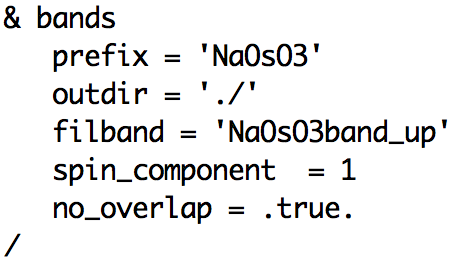 & bands
prefix = 'NaOsO3'
outdir = './'
filband = 'NaOsO3band_up'
spin_component  = 1
no_overlap = .true.
/